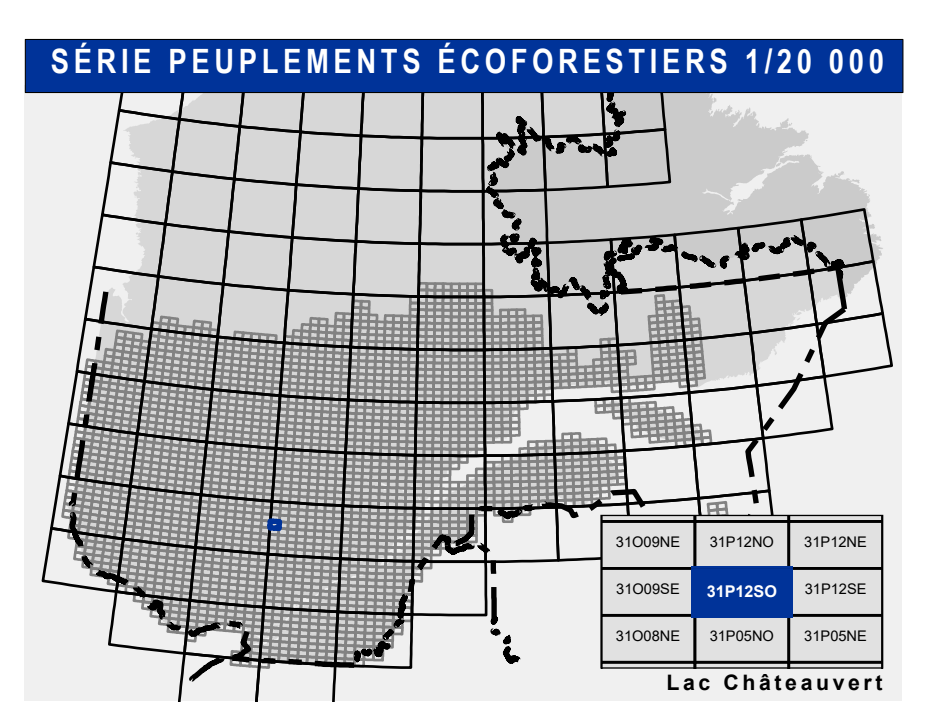 SÉRIE PEUPLEMENTS ÉCOFORESTIERS 1/20 000
31O09NE 31P12NO 31P12NE
31O09SE 31P12SO 31P12SE
31O08NE 31P05NO 31P05NE
Lac Châteauvert